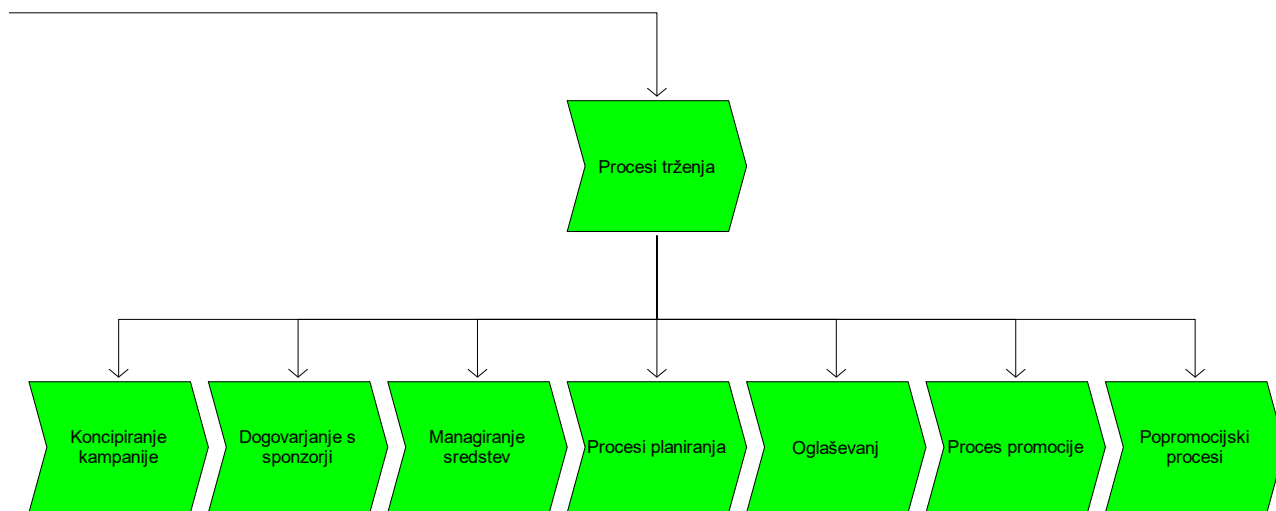 Procesi trženja
Koncipiranje
kampanije
Dogovarjanje s
sponzorji
Managiranje
sredstev
Procesi planiranja
Oglaševanj
Proces promocije
Popromocijski
procesi